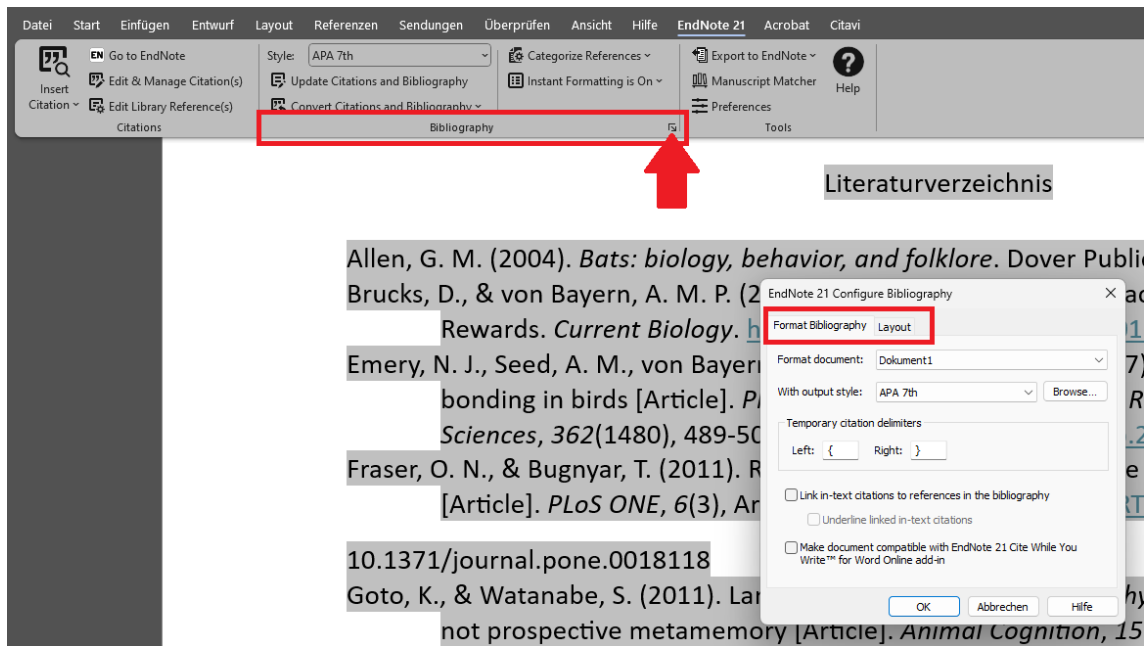 Datei Start Einfügen Entwurf Layout Referenzen Sendungen Überprüfen Ansicht Hilfe EndNote 21 Acrobat Citavi
Insert Citation
EN Go to EndNote
Edit & Manage Citation(s)
Edit Library Reference(s)
Citations
Style: APA 7th
Update Citations and Bibliography
Convert Citations and Bibliography
Categorize References
Instant Formatting is On
Bibliography
Export to EndNote
Manuscript Matcher
Preferences
Help
Tools
Literaturverzeichnis
Allen, G. M. (2004). Bats: biology, behavior, and folklore. Dover
Brucks, D., & von Bayern, A. M. P.
Rewards. Current Biology.
Emery, N. J., Seed, A. M., von
bonding in birds [Article].
Sciences, 362(1480),
Fraser, O. N., & Bugnyar, T. (2011).
[Article]. PLoS ONE, 6(3),
10.1371/journal.pone.0018118
Goto, K., & Watanabe, S. (2011).
not prospective metamemory [Article]. Animal Cognition, 15
EndNote 21 Configure Bibliography
Format Bibliography Layout
Format document: Dokument1
With output style: APA 7th Browse...
Temporary citation delimiters
Left: { Right: }
Link in-text citations to references in the bibliography
Underline linked in-text citations
Make document compatible with EndNote 21 Cite While You
Write™ for Word Online add-in
OK Abbrechen Hilfe